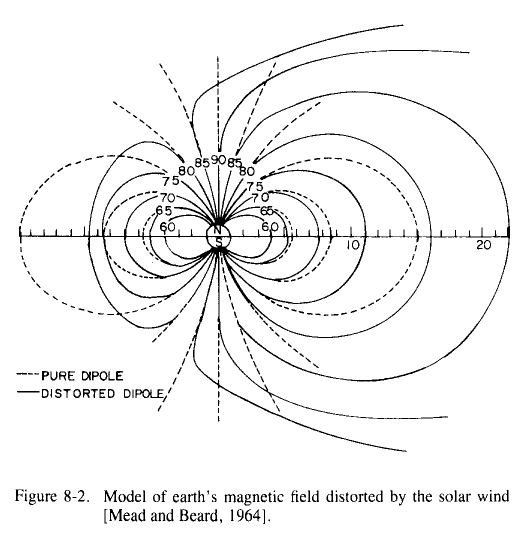 85 90 85
80 80
75 75
70 70
65 65
60 N 60
S 10 20
---- PURE DIPOLE
— DISTORTED DIPOLE
Figure 8-2. Model of earth's magnetic field distorted by the solar wind
[Mead and Beard, 1964].